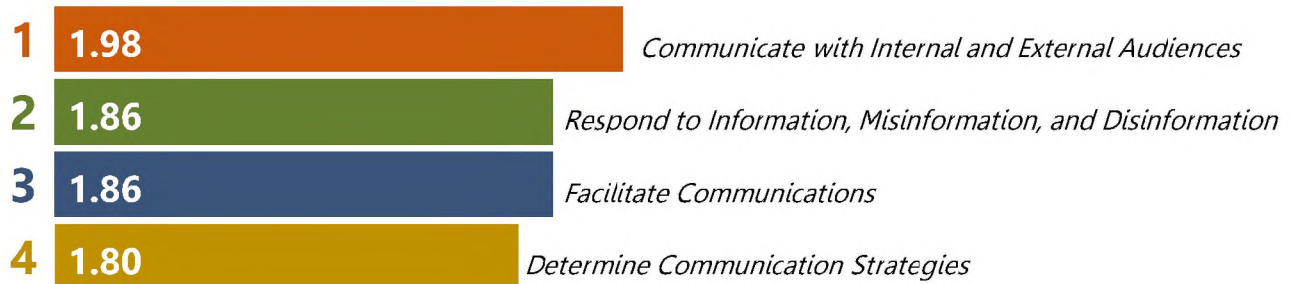 1 1.98 Communicate with Internal and External Audiences
2 1.86 Respond to Information, Misinformation, and Disinformation
3 1.86 Facilitate Communications
4 1.80 Determine Communication Strategies